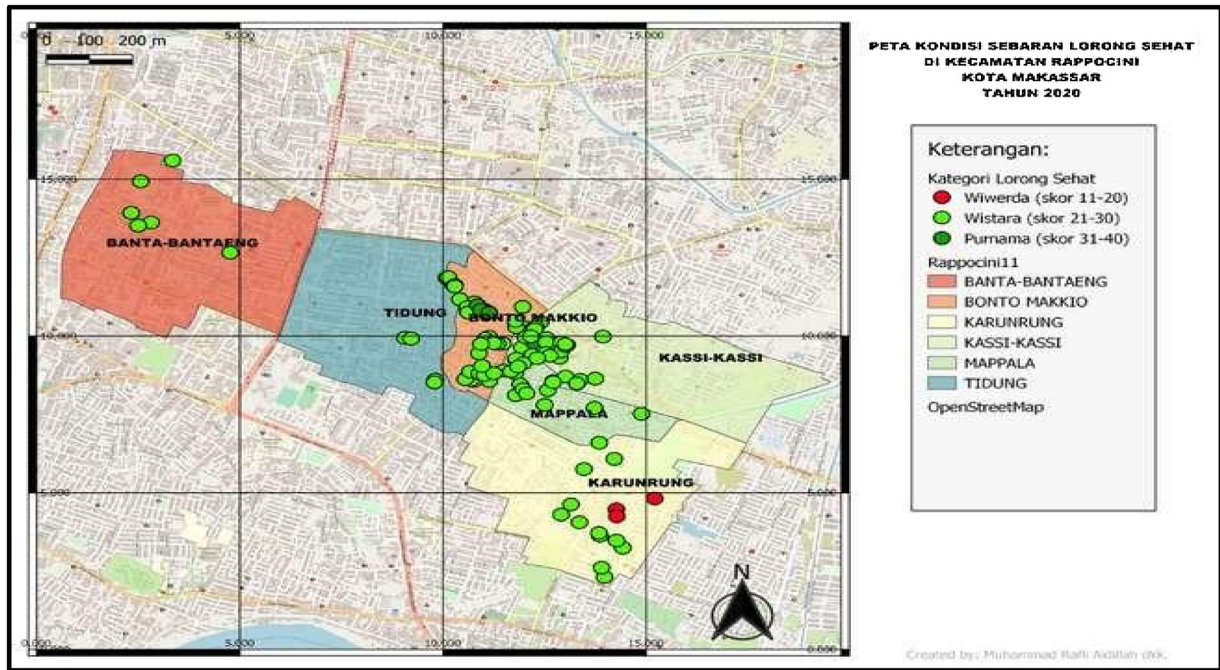 PETA KONDISI SEBARAN LORONG SEHAT
DI KECAMATAN RAPPOCINI
KOTA MAKASSAR
TAHUN 2020
0 100 200 m
0.000 5.000 10.000 15.000
15.000 15.000
10.000 10.000
5.000 5.000
0.000 5.000 10.000 15.000 0.000
BANTA-BANTAENG
TIDUNG
BONTO MAKKIO
KASSI-KASSI
MAPPALA
KARUNRUNG
N
Keterangan:
Kategori Lorong Sehat
Wiwerda (skor 11-20)
Wistara (skor 21-30)
Purnama (skor 31-40)
Rappocini11
BANTA-BANTAENG
BONTO MAKKIO
KARUNRUNG
KASSI-KASSI
MAPPALA
TIDUNG
OpenStreetMap
Created by: Muhammad Rafli Aidillah dkk.